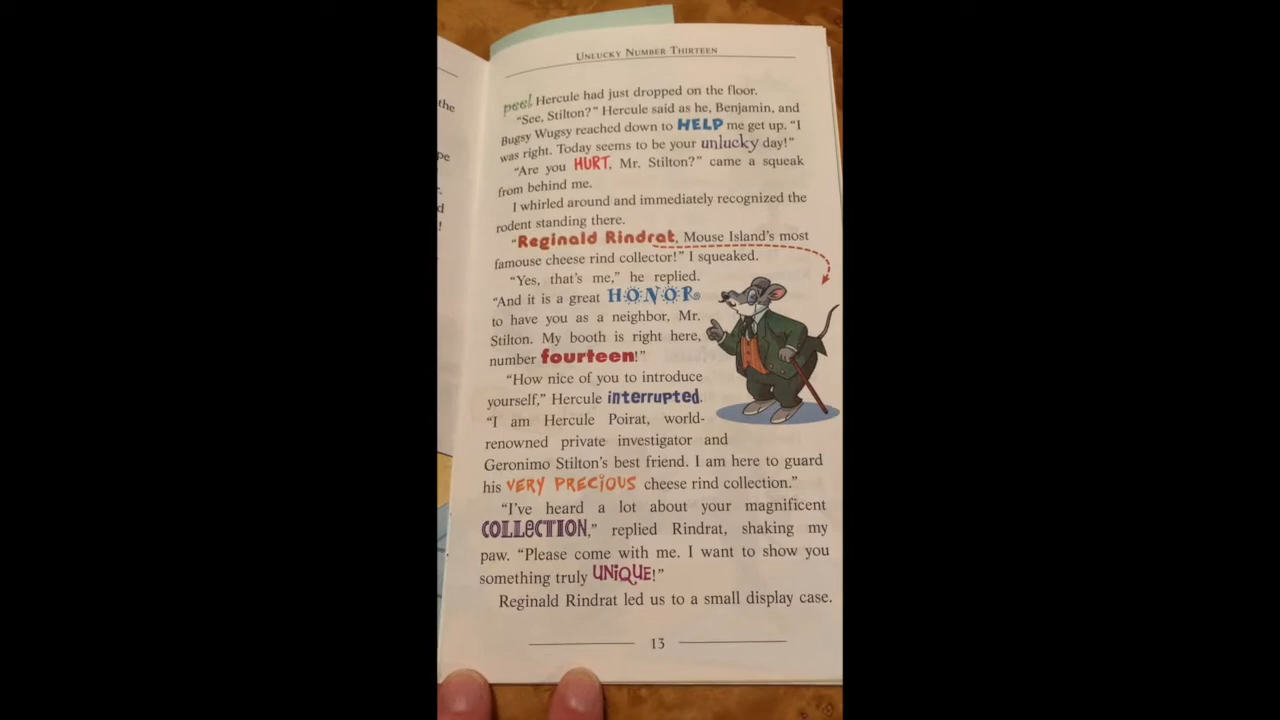 the
pe
r.
d
!
UNLUCKY NUMBER THIRTEEN
peel Hercule had just dropped on the floor.
“See, Stilton?” Hercule said as he, Benjamin, and
Bugsy Wugsy reached down to HELP me get up. “I
was right. Today seems to be your unlucky day!”
“Are you HURT, Mr. Stilton?” came a squeak
from behind me.
I whirled around and immediately recognized the
rodent standing there.
“Reginald Rindrat, Mouse Island’s most
famouse cheese rind collector!” I squeaked.
“Yes, that’s me,” he replied.
“And it is a great HONOR
to have you as a neighbor, Mr.
Stilton. My booth is right here,
number fourteen!”
“How nice of you to introduce
yourself,” Hercule interrupted.
“I am Hercule Poirat, world-
renowned private investigator and
Geronimo Stilton’s best friend. I am here to guard
his VERY PRECIOUS cheese rind collection.”
“I’ve heard a lot about your magnificent
COLLECTION,” replied Rindrat, shaking my
paw. “Please come with me. I want to show you
something truly UNIQUE!”
Reginald Rindrat led us to a small display case.
13